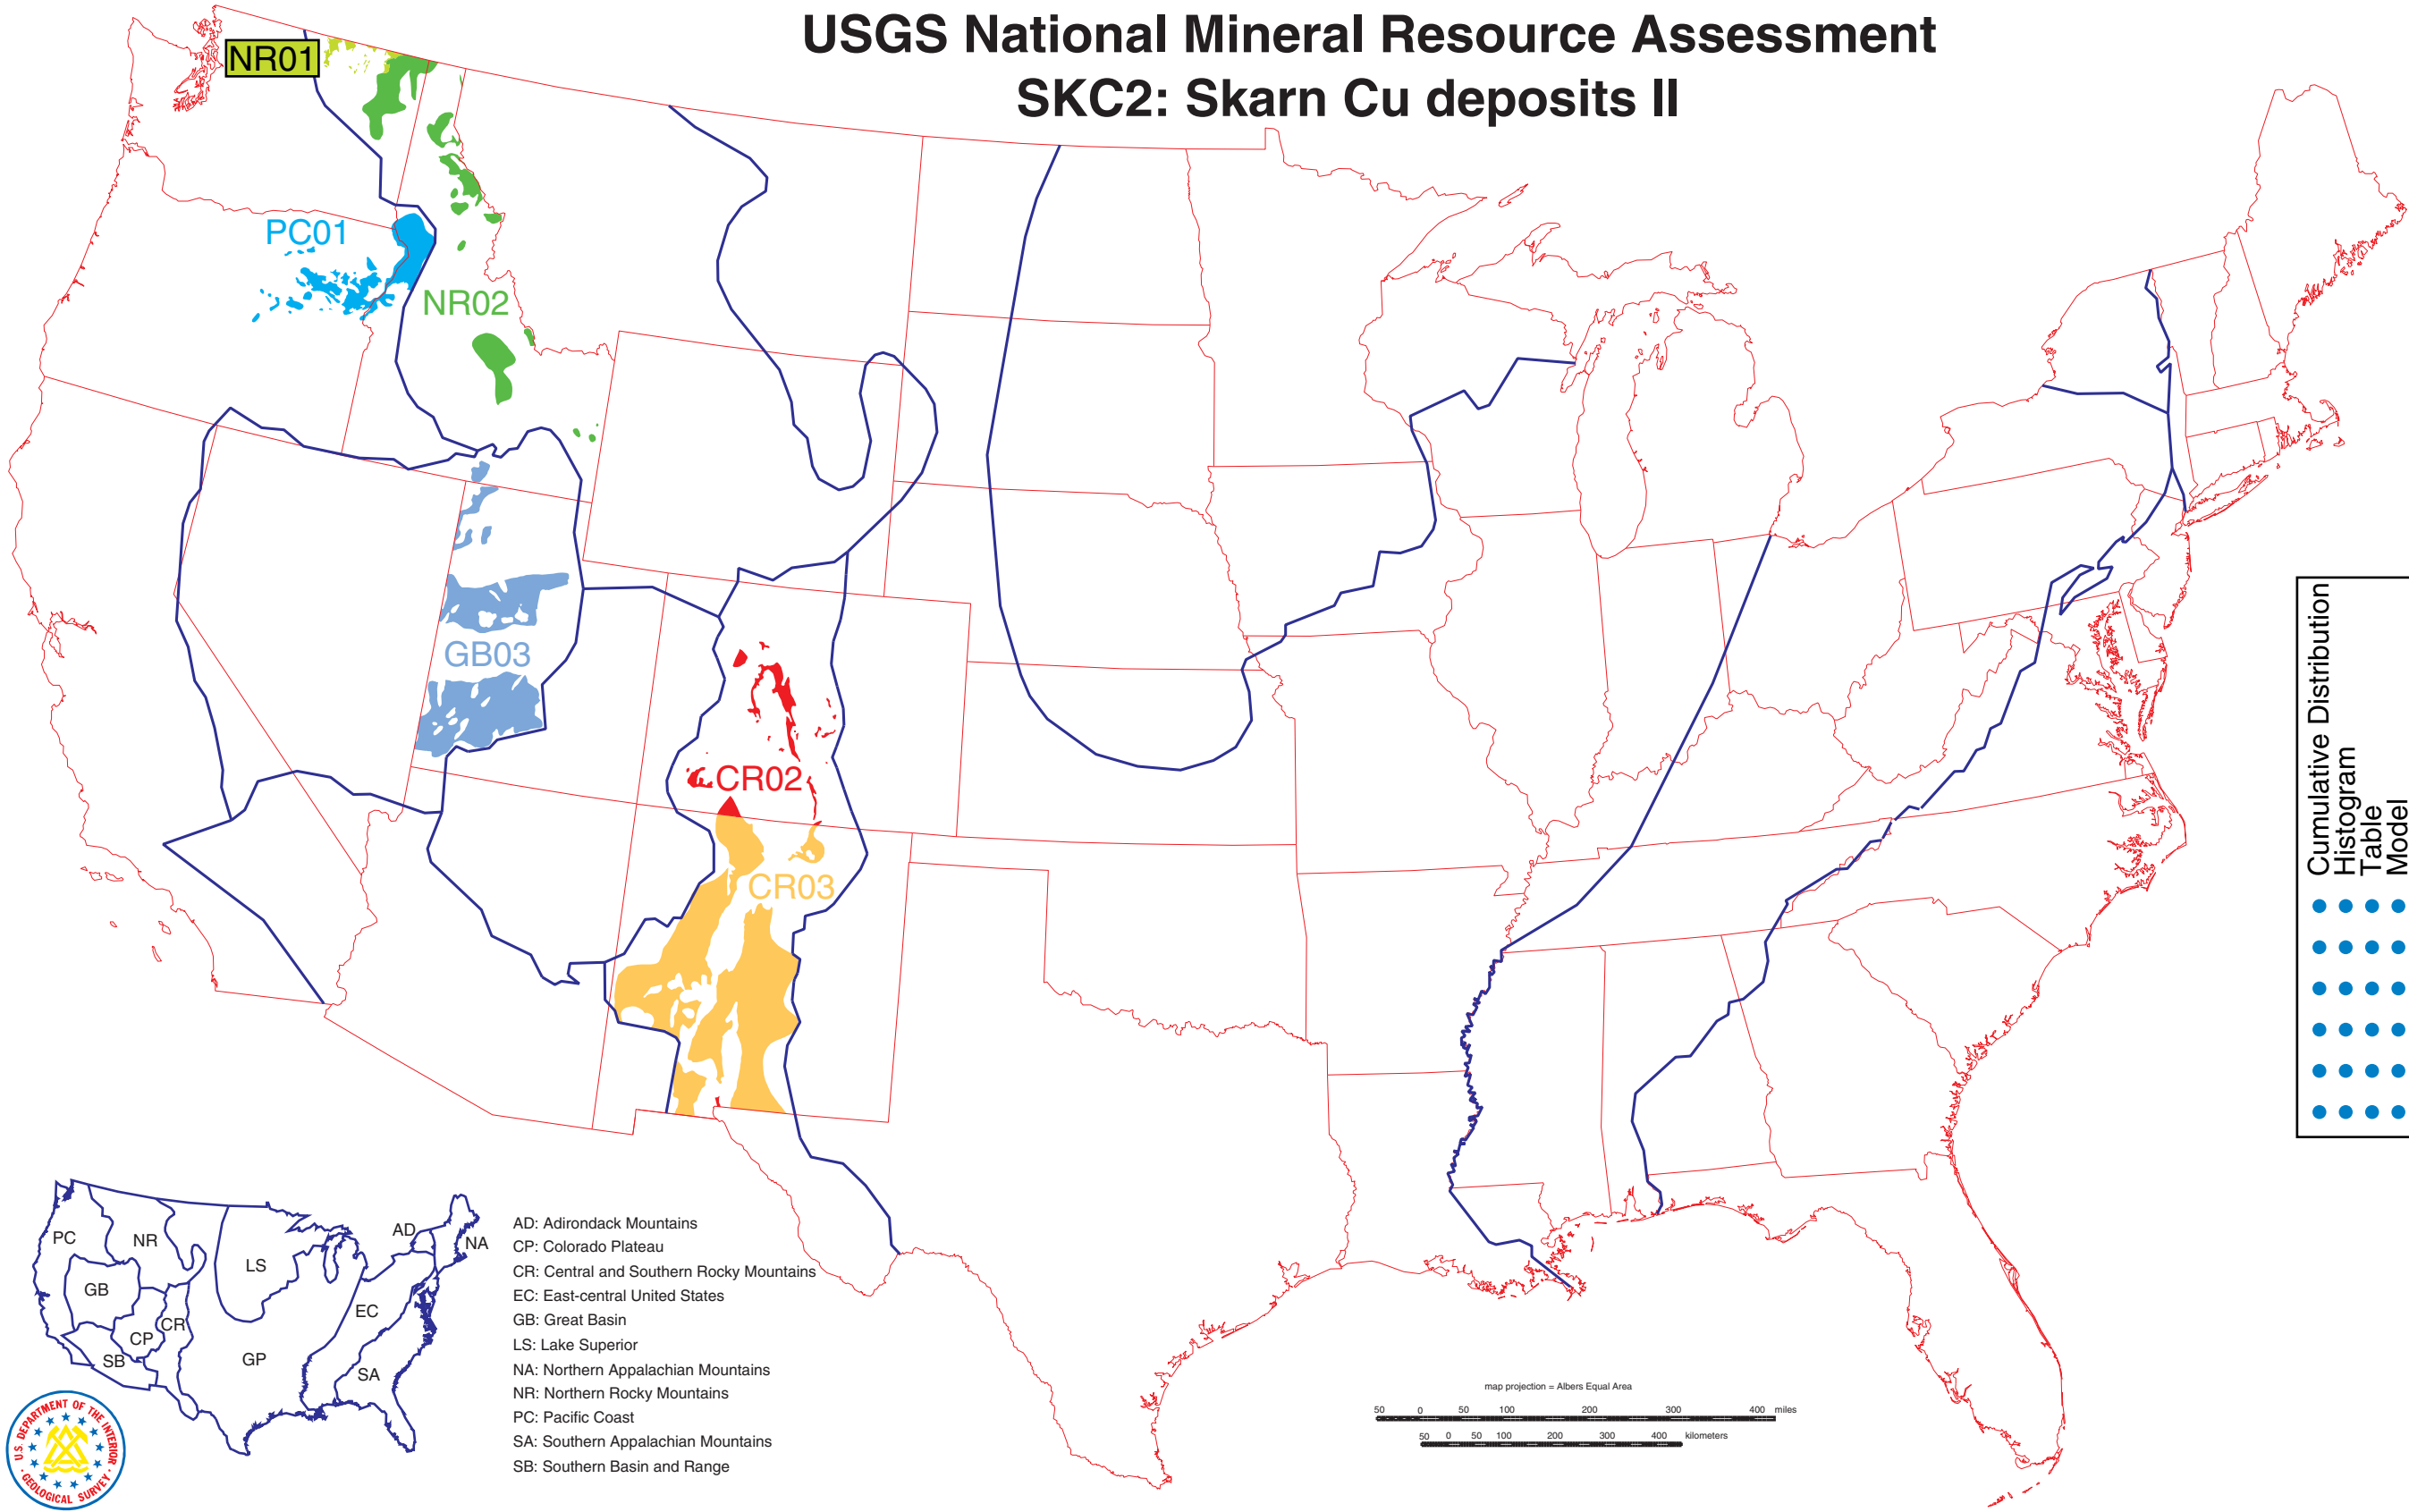 USGS National Mineral Resource Assessment
SKC2: Skarn Cu deposits II
NR01
PC01
NR02
GB03
CR02
CR03
Cumulative Distribution
Histogram
Table
Model
PC
NR
LS
AD
NA
GB
CR
CP
EC
SB
GP
SA
AD: Adirondack Mountains
CP: Colorado Plateau
CR: Central and Southern Rocky Mountains
EC: East-central United States
GB: Great Basin
LS: Lake Superior
NA: Northern Appalachian Mountains
NR: Northern Rocky Mountains
PC: Pacific Coast
SA: Southern Appalachian Mountains
SB: Southern Basin and Range
map projection = Albers Equal Area
50 0 50 100 200 300 400 miles
50 0 50 100 200 300 400 kilometers
U.S. DEPARTMENT OF THE INTERIOR
GEOLOGICAL SURVEY